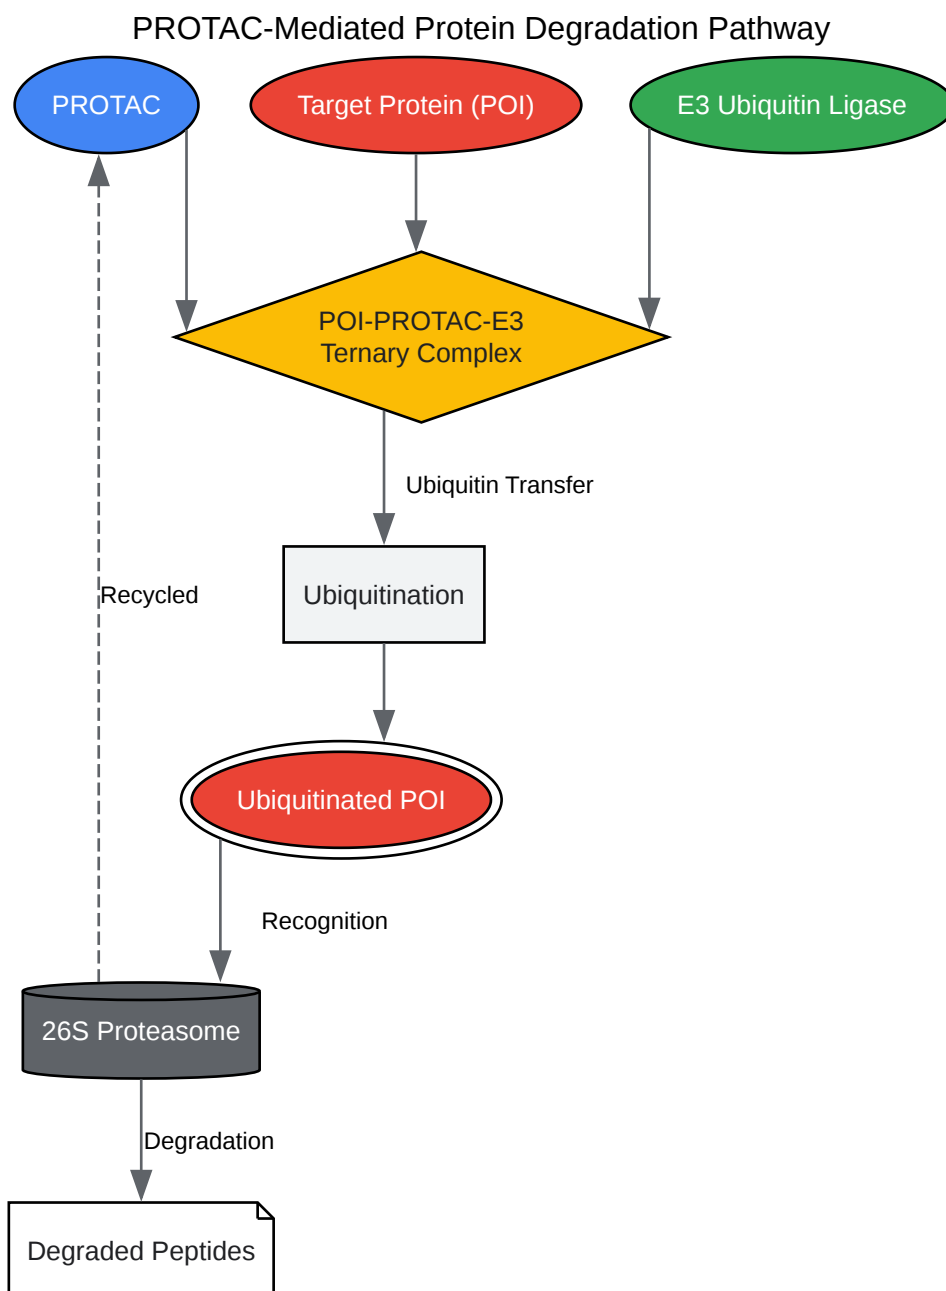 PROTAC-Mediated Protein Degradation Pathway
PROTAC
Target Protein (POI)
E3 Ubiquitin Ligase
POI-PROTAC-E3
Ternary Complex
Ubiquitin Transfer
Ubiquitination
Recycled
Ubiquitinated POI
Recognition
26S Proteasome
Degradation
Degraded Peptides